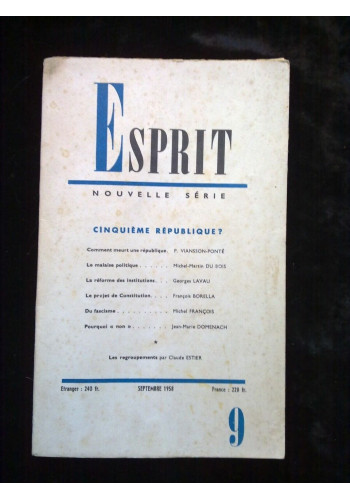 ESPRIT
NOUVELLE SÉRIE
CINQUIÈME RÉPUBLIQUE ?
Comment meurt une république. P. VIANSSON-PONTÉ
Le malaise politique . . . . . . Michel-Martin DU BOIS
La réforme des institutions. . . Georges LAVAU
Le projet de Constitution. . . . François BORELLA
Du fascisme . . . . . . . . Michel FRANÇOIS
Pourquoi « non » . . . . . . . Jean-Marie DOMENACH
*
Les regroupements par Claude ESTIER
Etranger : 240 fr. SEPTEMBRE 1958 France : 220 fr.
9